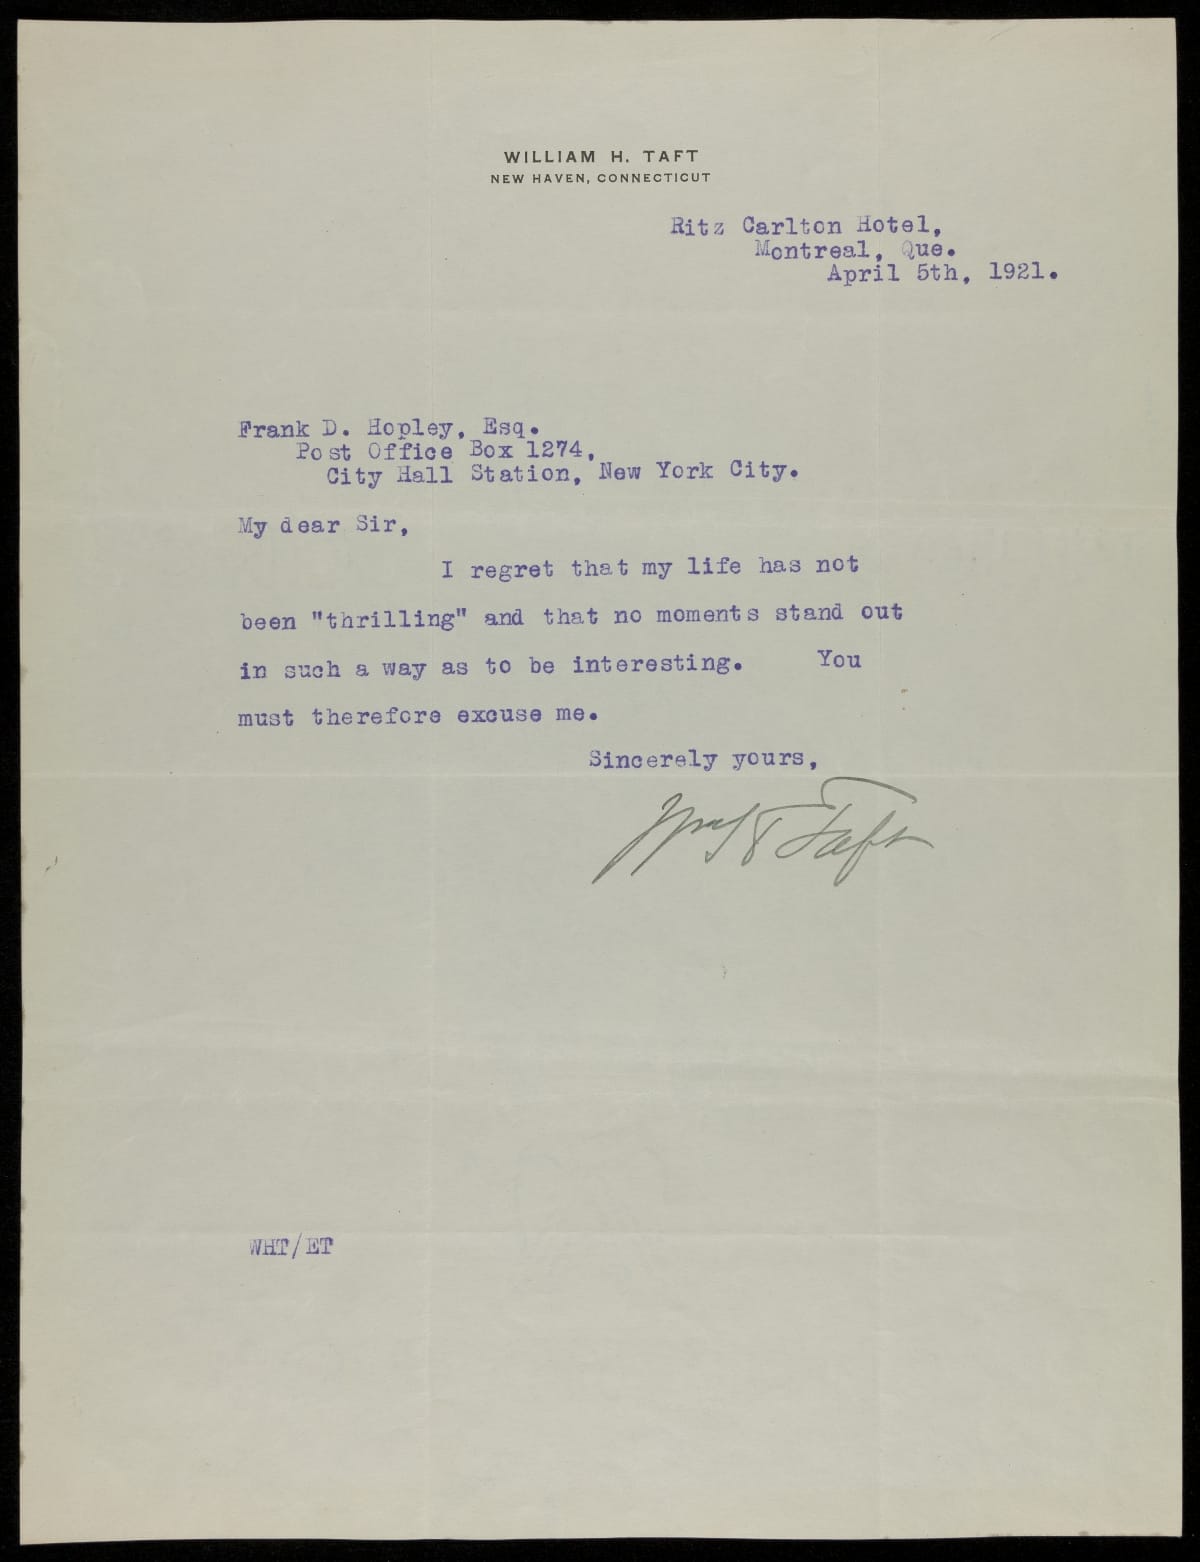 WILLIAM H. TAFT
NEW HAVEN, CONNECTICUT
Ritz Carlton Hotel,
Montreal, Que.
April 5th, 1921.
Frank D. Hopley, Esq.
Post Office Box 1274,
City Hall Station, New York City.
My dear Sir,
I regret that my life has not
been "thrilling" and that no moments stand out
in such a way as to be interesting. You
must therefore excuse me.
Sincerely yours,
Wm H Taft
WHT/ET